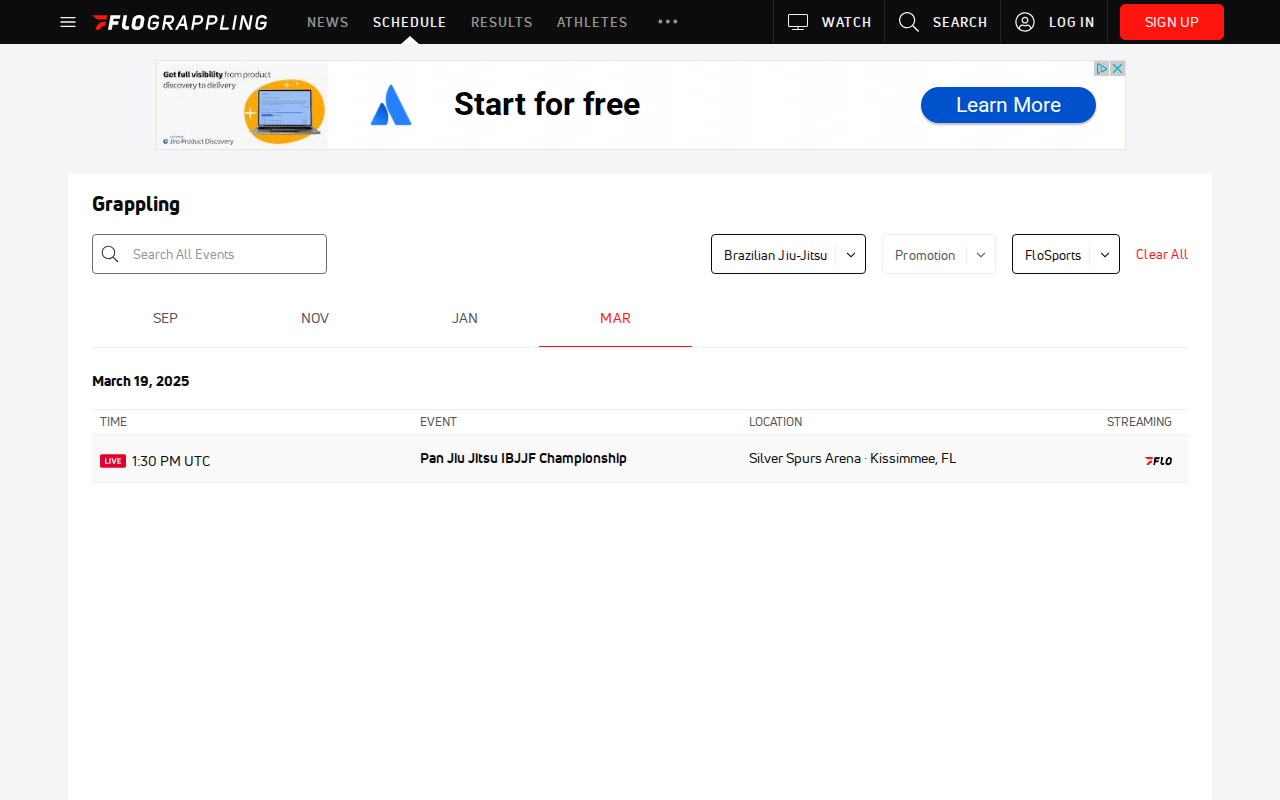 FLOGRAPPLING NEWS SCHEDULE RESULTS ATHLETES WATCH SEARCH LOG IN SIGN UP
Get full visibility from product
discovery to delivery
Jira Product Discovery
Start for free
Learn More
Grappling
Search All Events
Brazilian Jiu-Jitsu
Promotion
FloSports
Clear All
SEP NOV JAN MAR
March 19, 2025
TIME EVENT LOCATION STREAMING
LIVE 1:30 PM UTC Pan Jiu Jitsu IBJJF Championship Silver Spurs Arena · Kissimmee, FL FLO